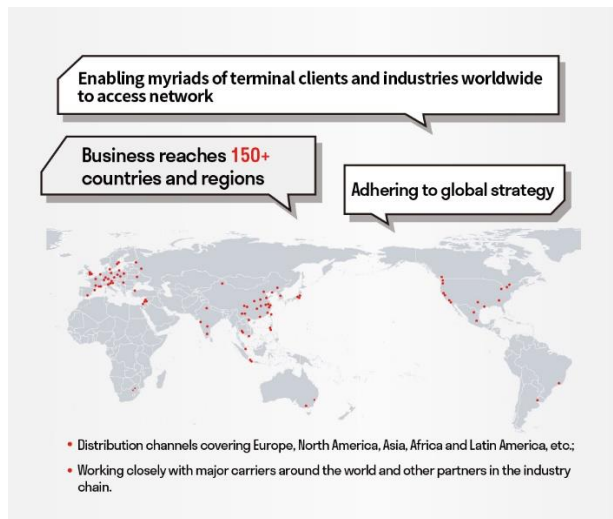 Enabling myriads of terminal clients and industries worldwide
to access network
Business reaches 150+
countries and regions
Adhering to global strategy
• Distribution channels covering Europe, North America, Asia, Africa and Latin America, etc.;
• Working closely with major carriers around the world and other partners in the industry
chain.